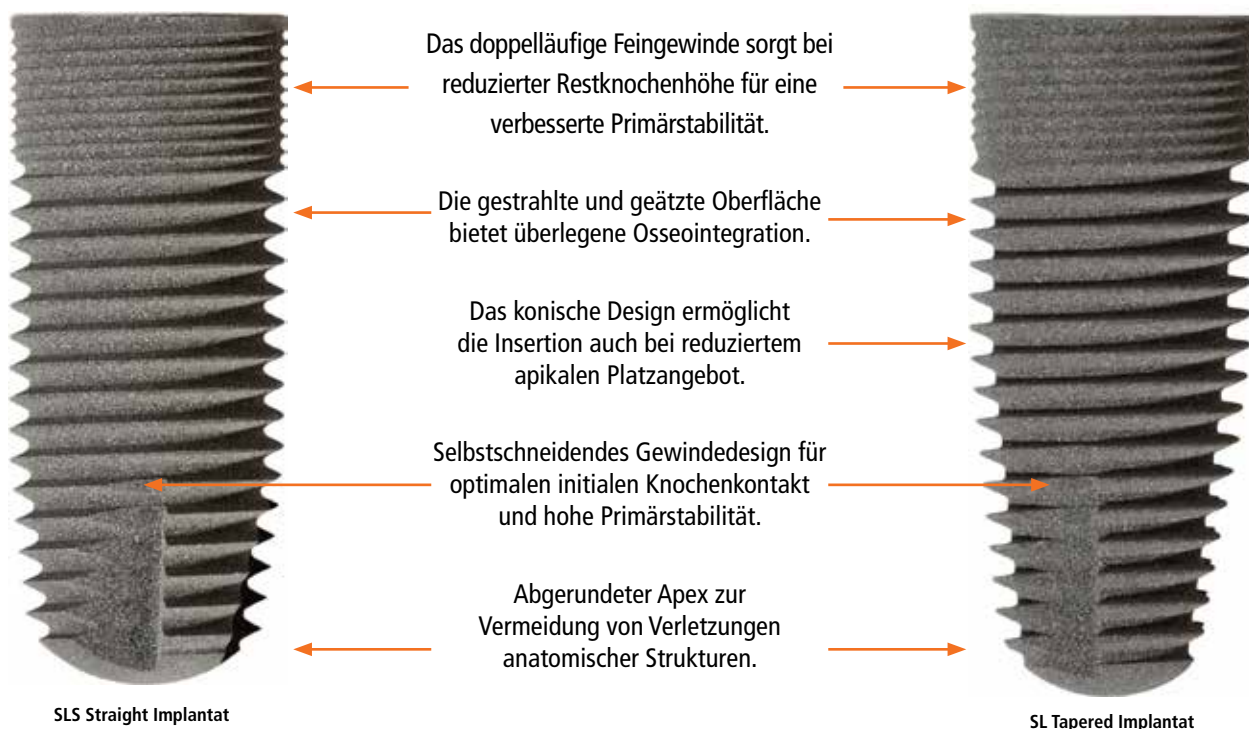 Das doppelläufige Feingewinde sorgt bei
reduzierter Restknochenhöhe für eine
verbesserte Primärstabilität.
Die gestrahlte und geätzte Oberfläche
bietet überlegene Osseointegration.
Das konische Design ermöglicht
die Insertion auch bei reduziertem
apikalen Platzangebot.
Selbstschneidendes Gewindedesign für
optimalen initialen Knochenkontakt
und hohe Primärstabilität.
Abgerundeter Apex zur
Vermeidung von Verletzungen
anatomischer Strukturen.
SLS Straight Implantat
SL Tapered Implantat